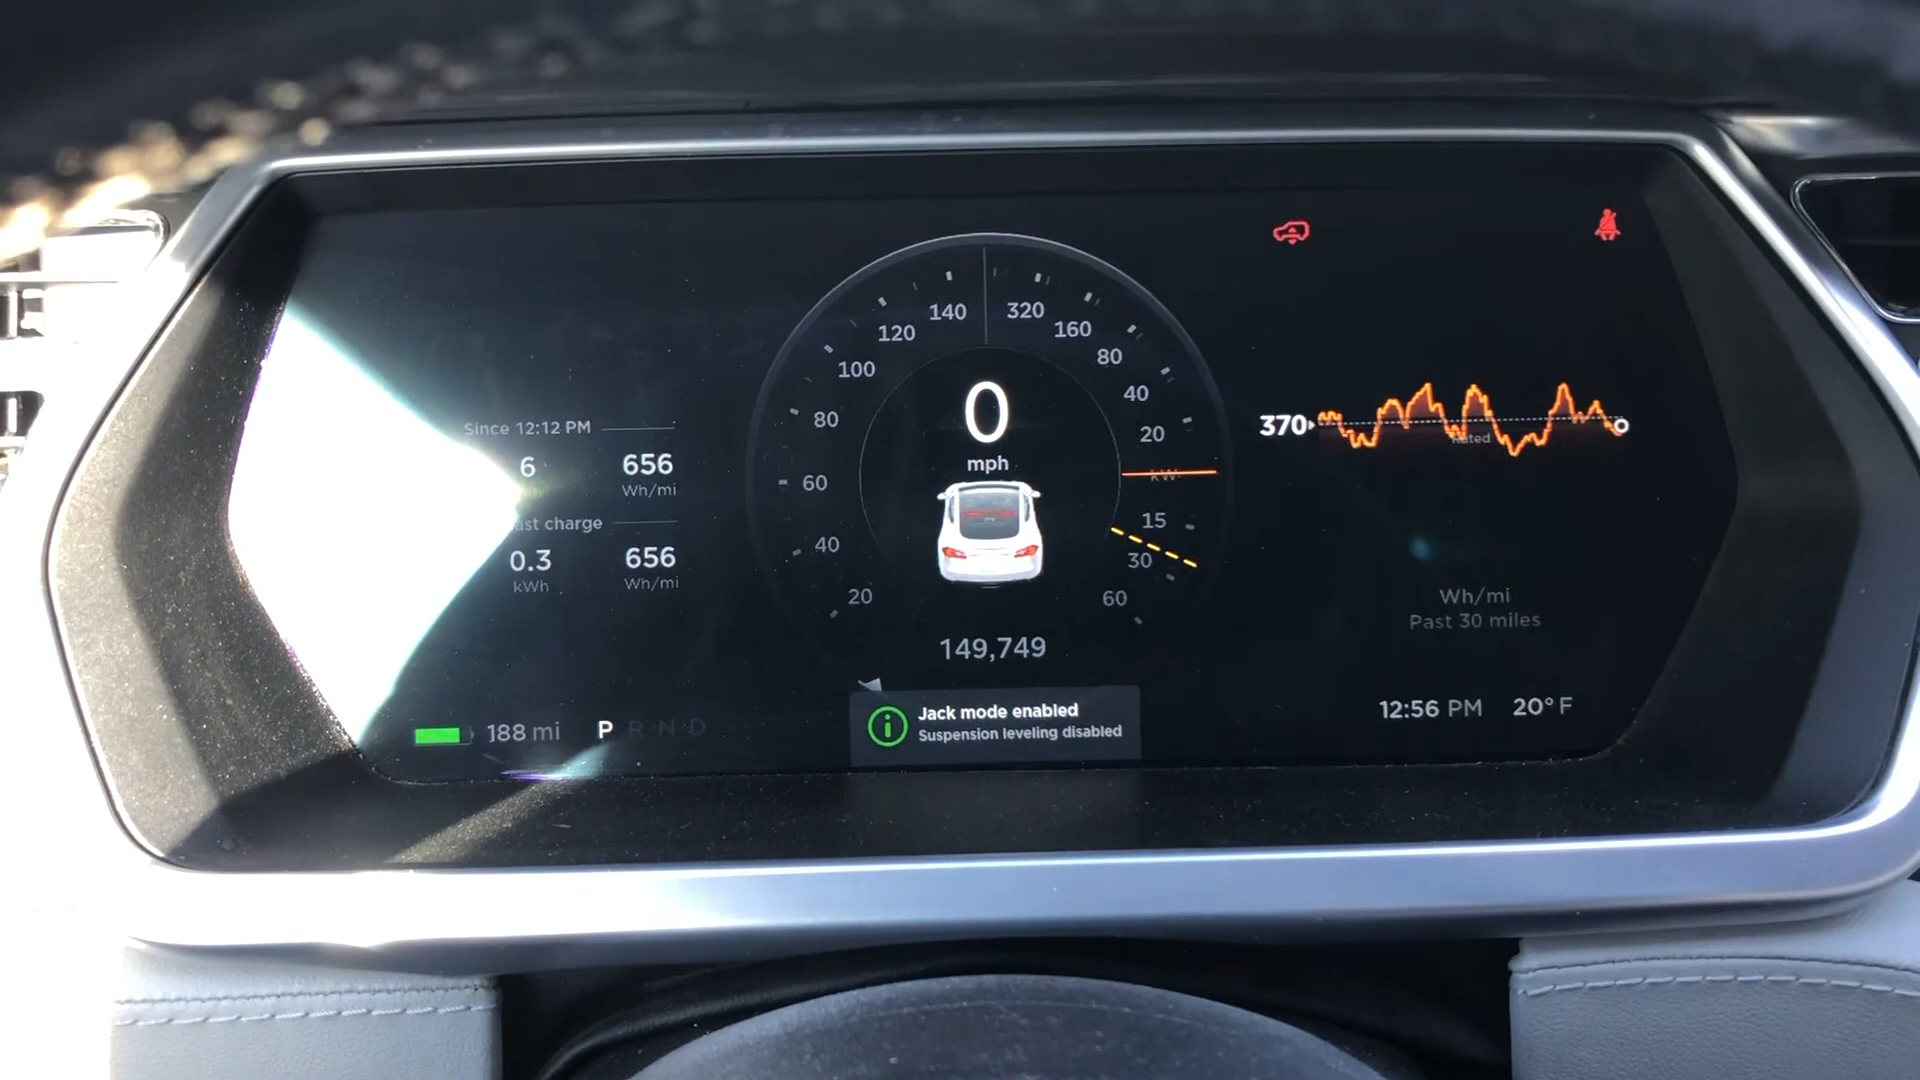 Since 12:12 PM
6 656
Wh/mi
ast charge
0.3 656
kWh Wh/mi
188 mi
P R N D
140 320
120 160
100 80
80 40
60 20
40 kW
20 15
30
60
0
mph
149,749
Jack mode enabled
Suspension leveling disabled
370
Rated
Wh/mi
Past 30 miles
12:56 PM 20° F